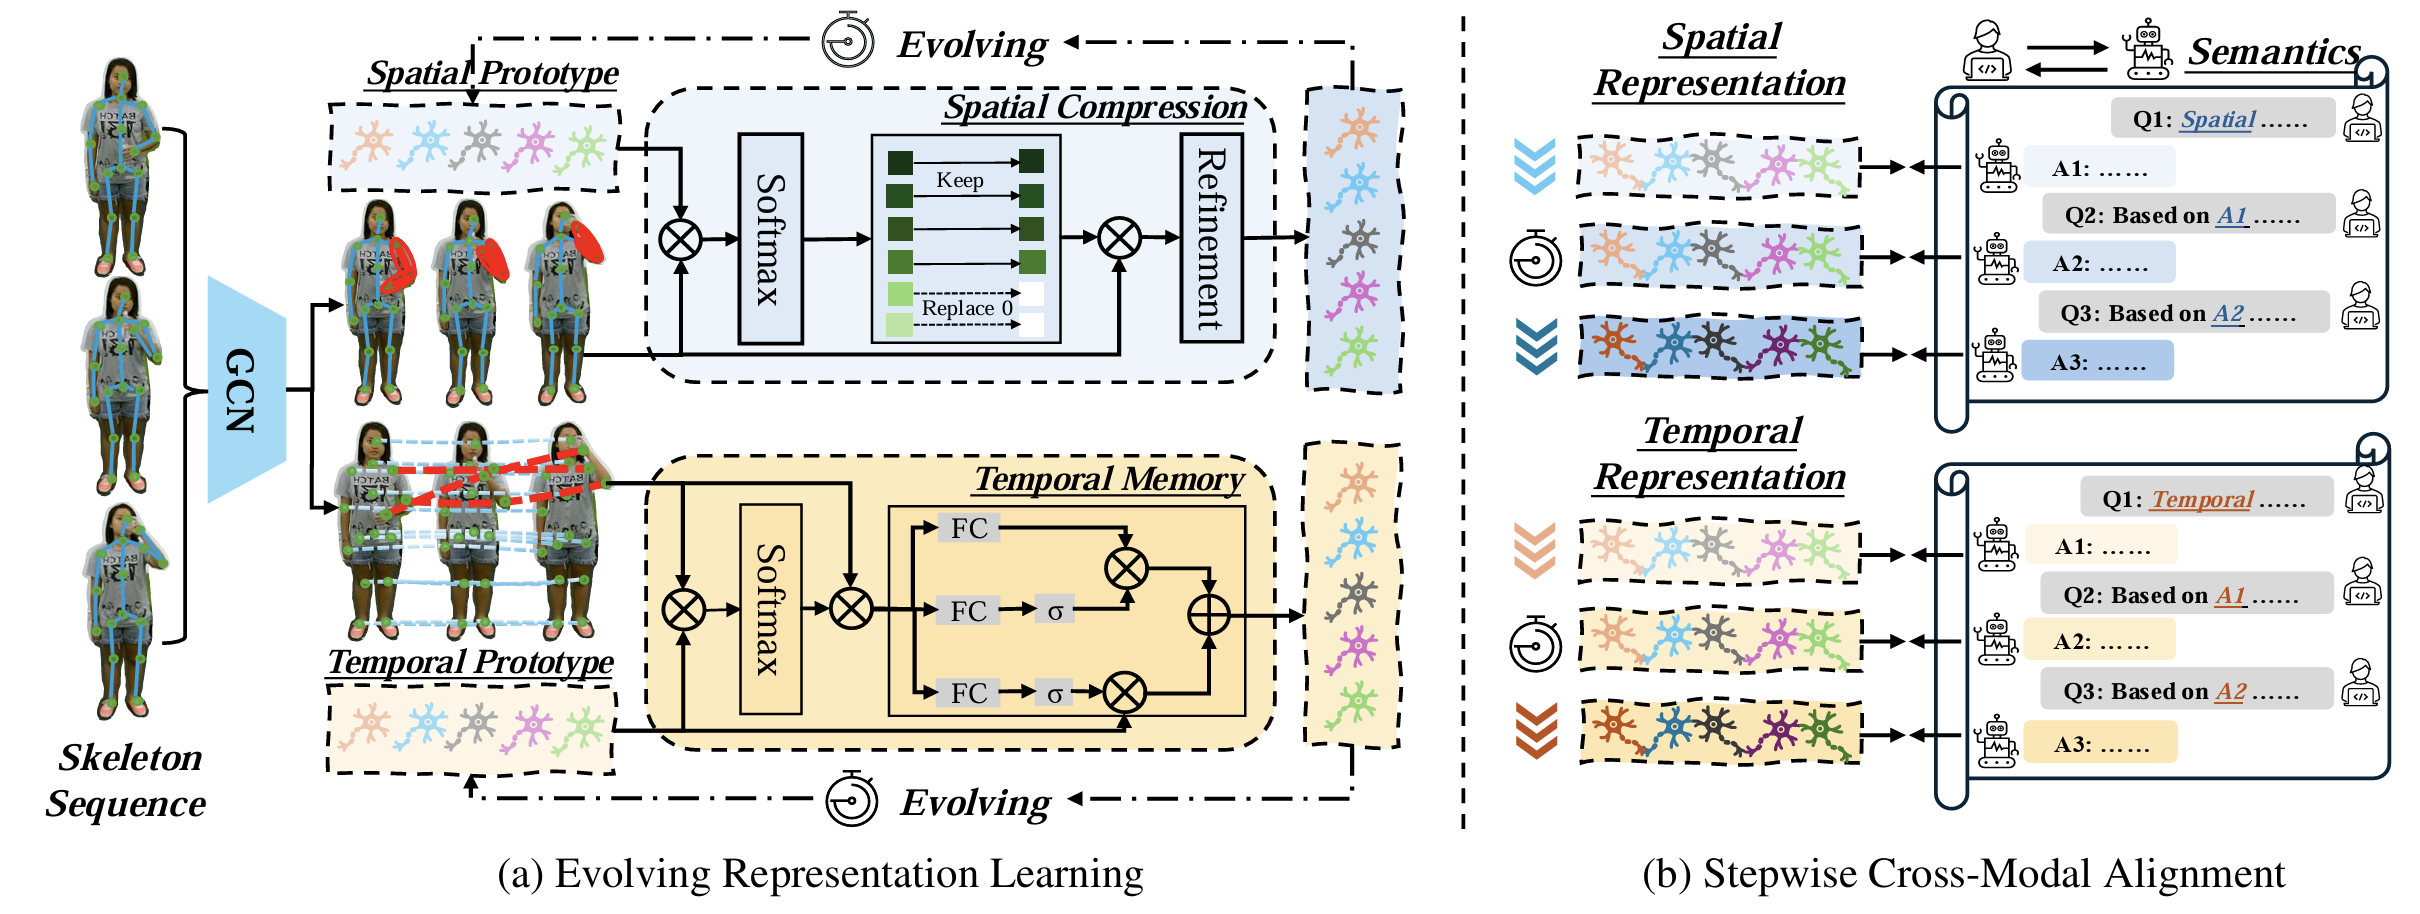 Evolving
Spatial Prototype
Spatial Compression
Softmax
Keep
Replace 0
Refinement
GCN
Temporal Memory
Softmax
FC
FC
σ
FC
σ
Temporal Prototype
Evolving
Skeleton
Sequence
(a) Evolving Representation Learning
Spatial
Representation
Semantics
Q1: Spatial ……
A1: ……
Q2: Based on A1 ……
A2: ……
Q3: Based on A2 ……
A3: ……
Temporal
Representation
Q1: Temporal ……
A1: ……
Q2: Based on A1 ……
A2: ……
Q3: Based on A2 ……
A3: ……
(b) Stepwise Cross-Modal Alignment